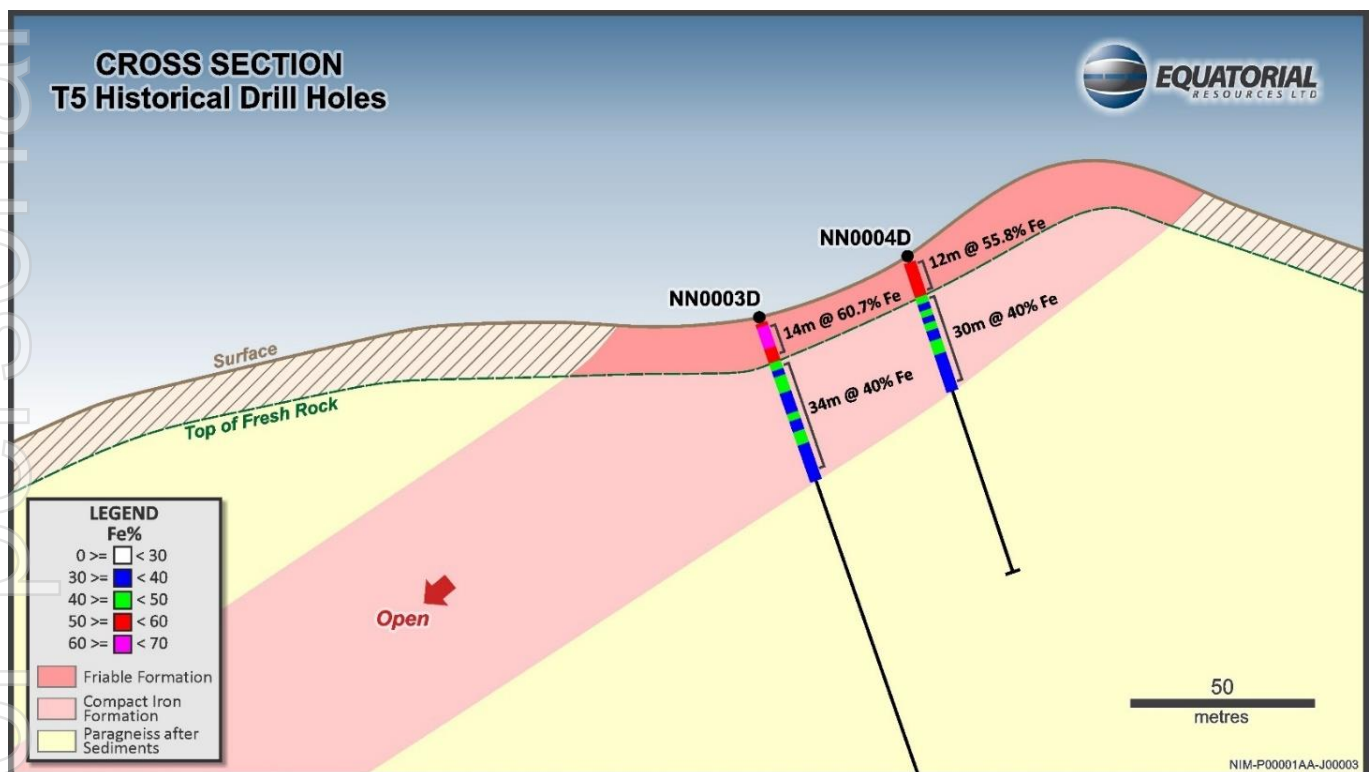 CROSS SECTION
T5 Historical Drill Holes
EQUATORIAL
RESOURCES LTD
NN0004D
12m @ 55.8% Fe
NN0003D
14m @ 60.7% Fe
30m @ 40% Fe
Surface
34m @ 40% Fe
Top of Fresh Rock
LEGEND
Fe%
0 >= < 30
30 >= < 40
40 >= < 50
50 >= < 60
60 >= < 70
Friable Formation
Compact Iron
Formation
Paragneiss after
Sediments
Open
50
metres
NIM-P00001AA-J00003